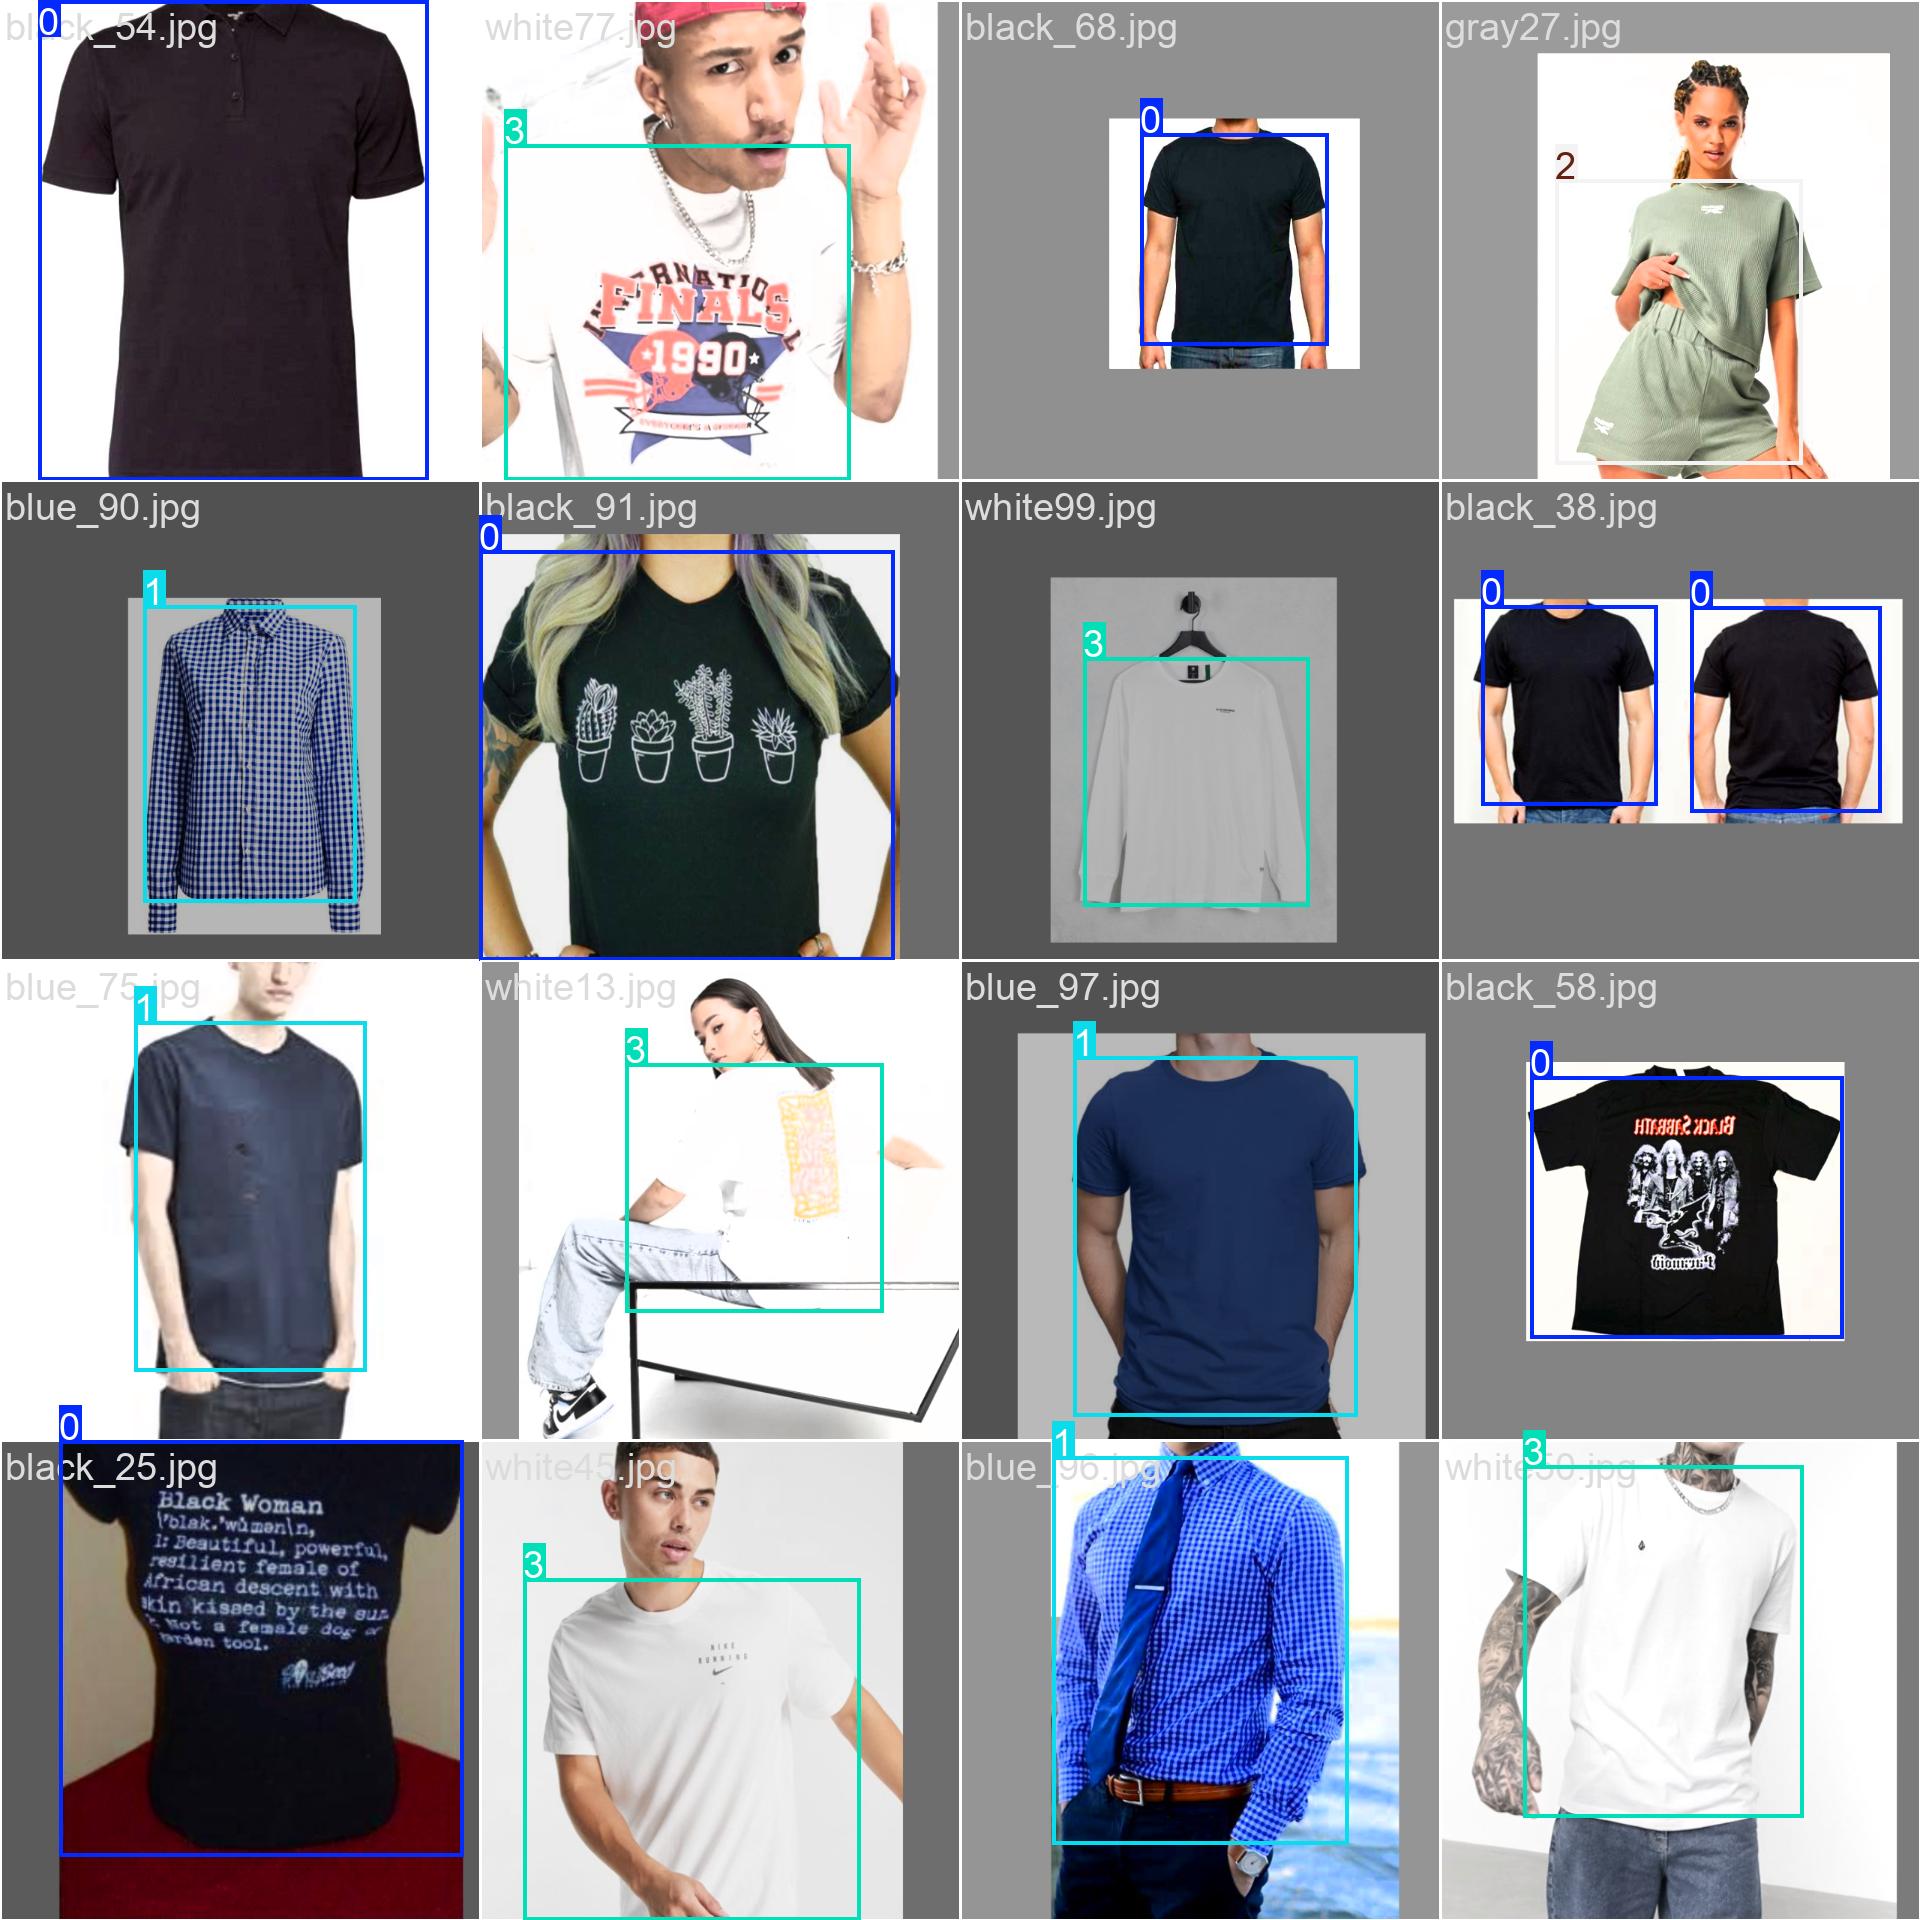 black_54.jpg
0
white77.jpg
3
INTERNATIONAL
FINALS
1990
black_68.jpg
0
gray27.jpg
2
blue_90.jpg
1
black_91.jpg
0
white99.jpg
3
black_38.jpg
0
0
blue_75.jpg
1
white13.jpg
3
blue_97.jpg
1
black_58.jpg
0
BLACK SABBATH
Paranoid
black_25.jpg
0
Black Woman
\'blak.'wůmən\n,
1: Beautiful, powerful,
resilient female of
African descent with
skin kissed by the sun
Not a female dog or
garden tool.
white45.jpg
3
NIKE
RUNNING
blue_96.jpg
1
white50.jpg
3